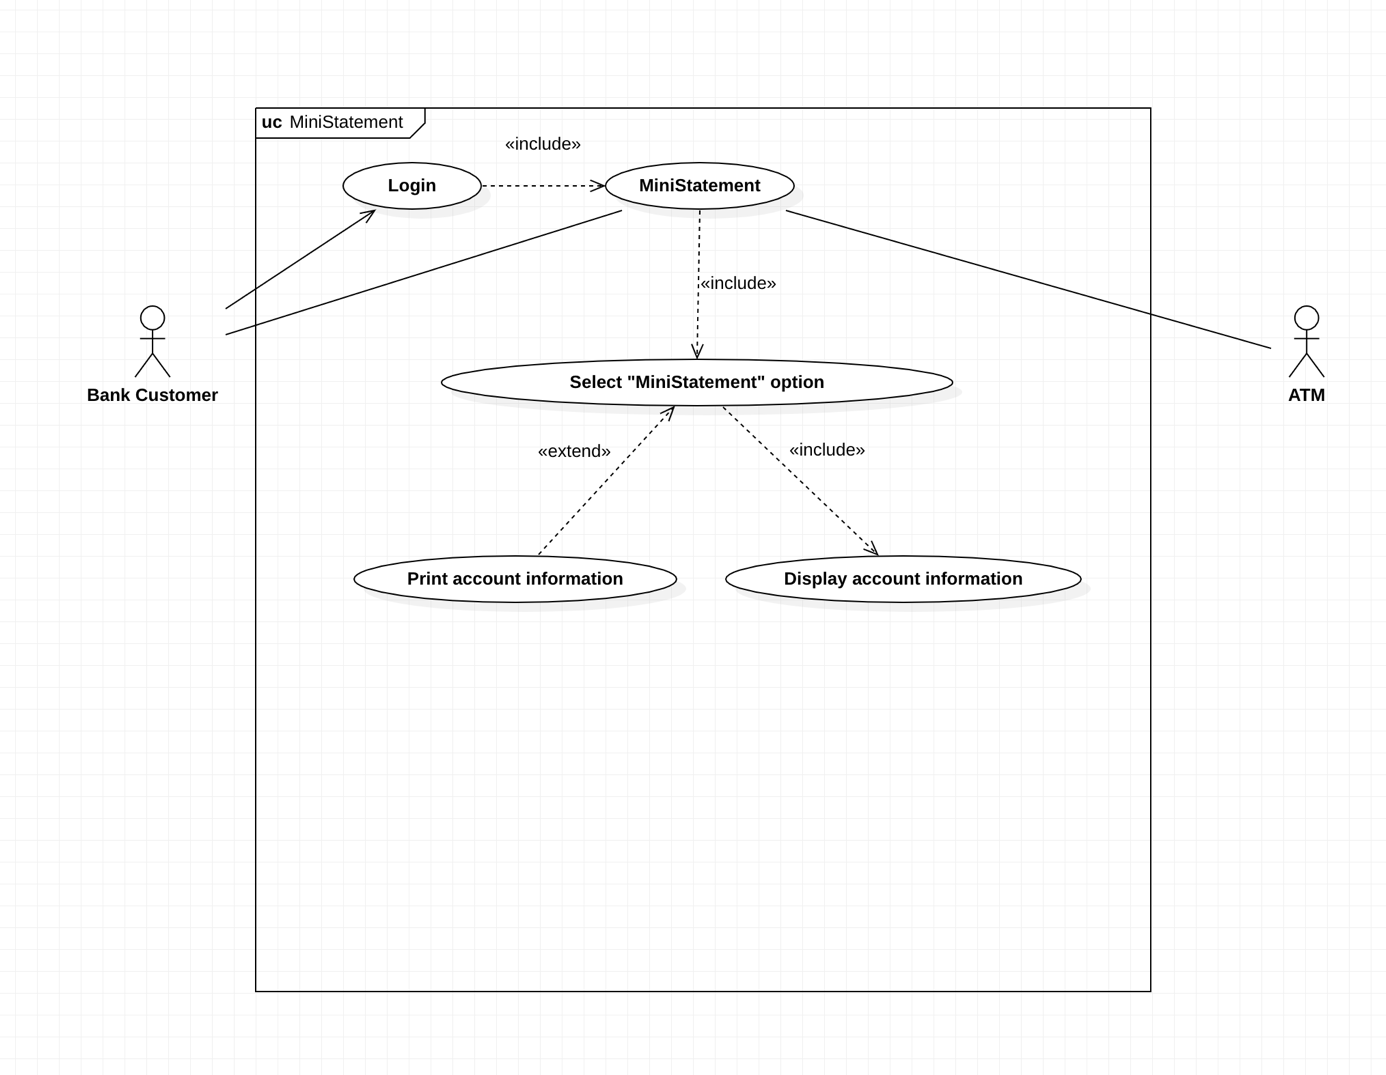 uc MiniStatement
«include»
Login
MiniStatement
«include»
Bank Customer
Select "MiniStatement" option
ATM
«extend»
«include»
Print account information
Display account information